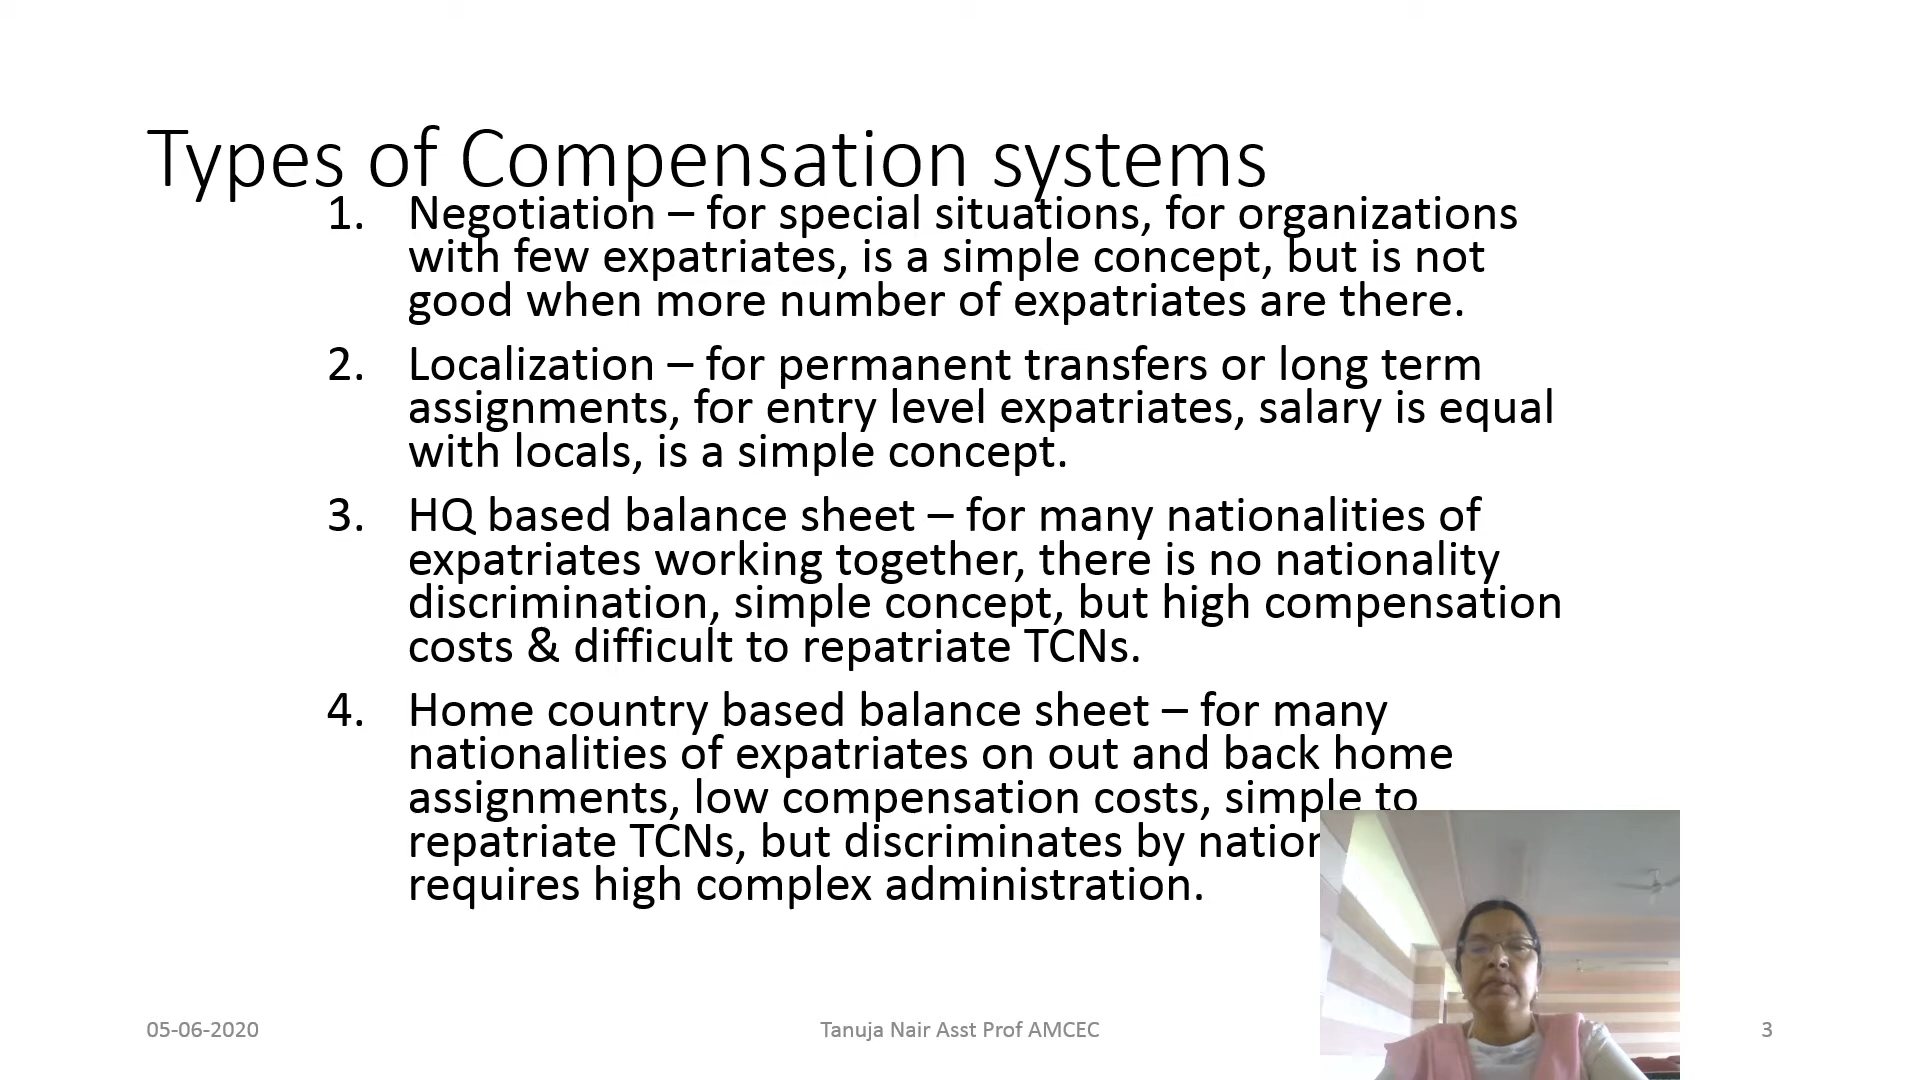 Types of Compensation systems
1. Negotiation – for special situations, for organizations
with few expatriates, is a simple concept, but is not
good when more number of expatriates are there.
2. Localization – for permanent transfers or long term
assignments, for entry level expatriates, salary is equal
with locals, is a simple concept.
3. HQ based balance sheet – for many nationalities of
expatriates working together, there is no nationality
discrimination, simple concept, but high compensation
costs & difficult to repatriate TCNs.
4. Home country based balance sheet – for many
nationalities of expatriates on out and back home
assignments, low compensation costs, simple to
repatriate TCNs, but discriminates by
requires high complex administration.
05-06-2020
Tanuja Nair Asst Prof AMCEC
3